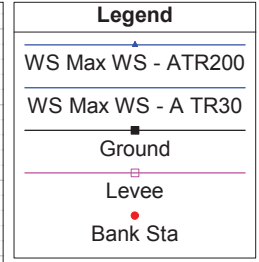 Legend
WS Max WS - ATR200
WS Max WS - A TR30
Ground
Levee
Bank Sta